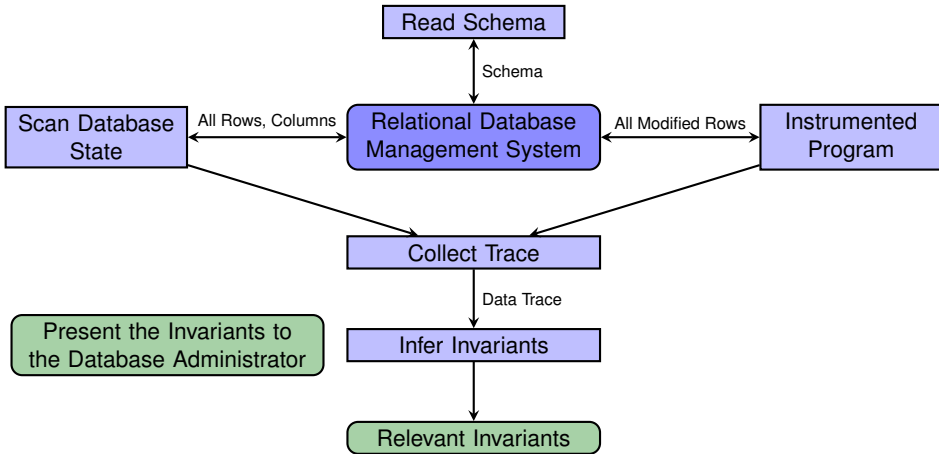 Read Schema
Schema
Scan Database
State
All Rows, Columns
Relational Database
Management System
All Modified Rows
Instrumented
Program
Collect Trace
Data Trace
Present the Invariants to
the Database Administrator
Infer Invariants
Relevant Invariants